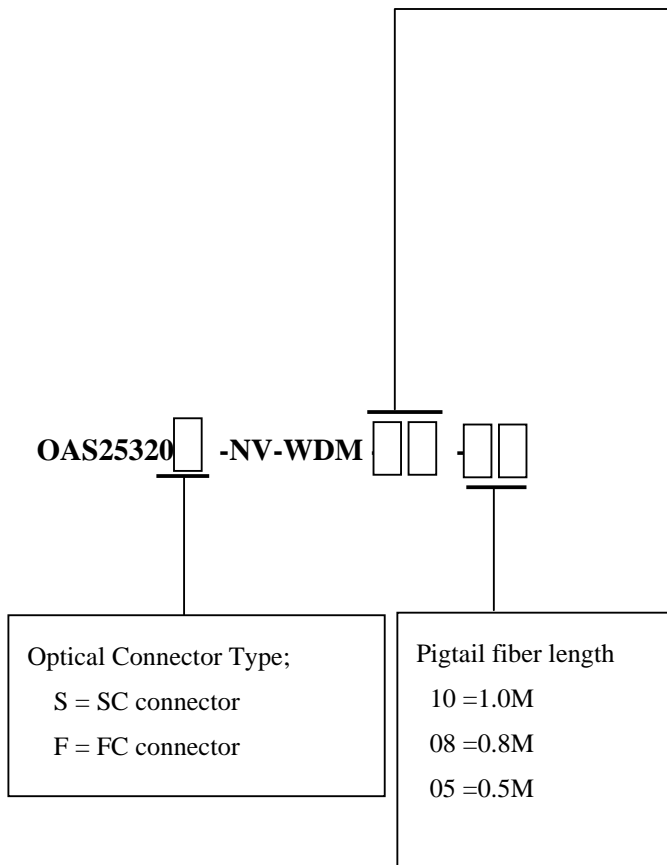 OAS25320□ -NV-WDM-□□ -□□
Optical Connector Type;
S = SC connector
F = FC connector
Pigtail fiber length
10 =1.0M
08 =0.8M
05 =0.5M